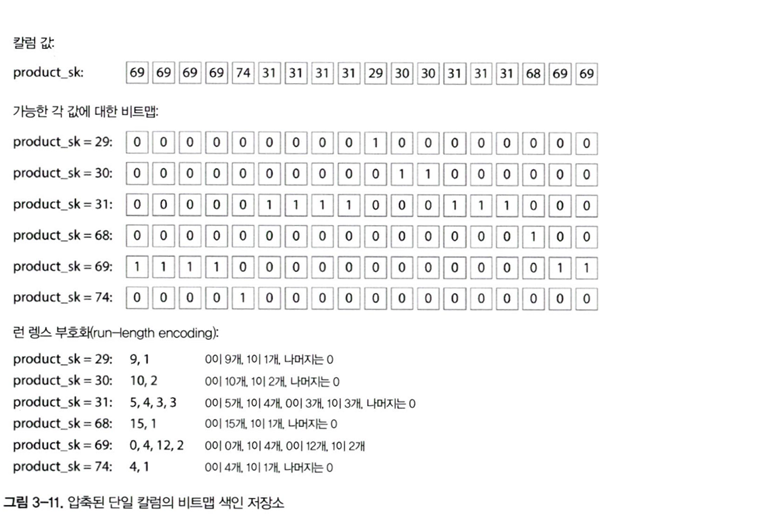 칼럼 값:
product_sk: 69 69 69 69 74 31 31 31 31 29 30 30 31 31 31 68 69 69
가능한 각 값에 대한 비트맵:
product_sk = 29: 0 0 0 0 0 0 0 0 0 1 0 0 0 0 0 0 0 0
product_sk = 30: 0 0 0 0 0 0 0 0 0 0 1 1 0 0 0 0 0 0
product_sk = 31: 0 0 0 0 0 1 1 1 1 0 0 0 1 1 1 0 0 0
product_sk = 68: 0 0 0 0 0 0 0 0 0 0 0 0 0 0 0 1 0 0
product_sk = 69: 1 1 1 1 0 0 0 0 0 0 0 0 0 0 0 0 1 1
product_sk = 74: 0 0 0 0 1 0 0 0 0 0 0 0 0 0 0 0 0 0
런 렝스 부호화(run-length encoding):
product_sk = 29: 9, 1 0이 9개, 1이 1개, 나머지는 0
product_sk = 30: 10, 2 0이 10개, 1이 2개, 나머지는 0
product_sk = 31: 5, 4, 3, 3 0이 5개, 1이 4개, 0이 3개, 1이 3개, 나머지는 0
product_sk = 68: 15, 1 0이 15개, 1이 1개, 나머지는 0
product_sk = 69: 0, 4, 12, 2 0이 0개, 1이 4개, 0이 12개, 1이 2개
product_sk = 74: 4, 1 0이 4개, 1이 1개, 나머지는 0
그림 3-11. 압축된 단일 칼럼의 비트맵 색인 저장소